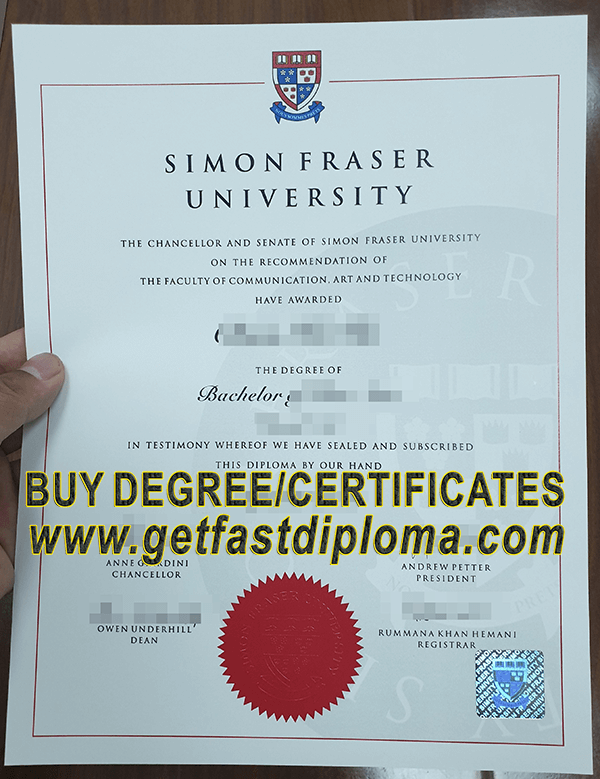 SIMON FRASER
UNIVERSITY
THE CHANCELLOR AND SENATE OF SIMON FRASER UNIVERSITY
ON THE RECOMMENDATION OF
THE FACULTY OF COMMUNICATION, ART AND TECHNOLOGY
HAVE AWARDED
THE DEGREE OF
Bachelor
IN TESTIMONY WHEREOF WE HAVE SEALED AND SUBSCRIBED
THIS DIPLOMA BY OUR HAND
BUY DEGREE/CERTIFICATES
www.getfastdiploma.com
ANNE
CHANCELLOR
ANDREW PETTER
PRESIDENT
OWEN UNDERHILL
DEAN
RUMMANA KHAN HEMANI
REGISTRAR